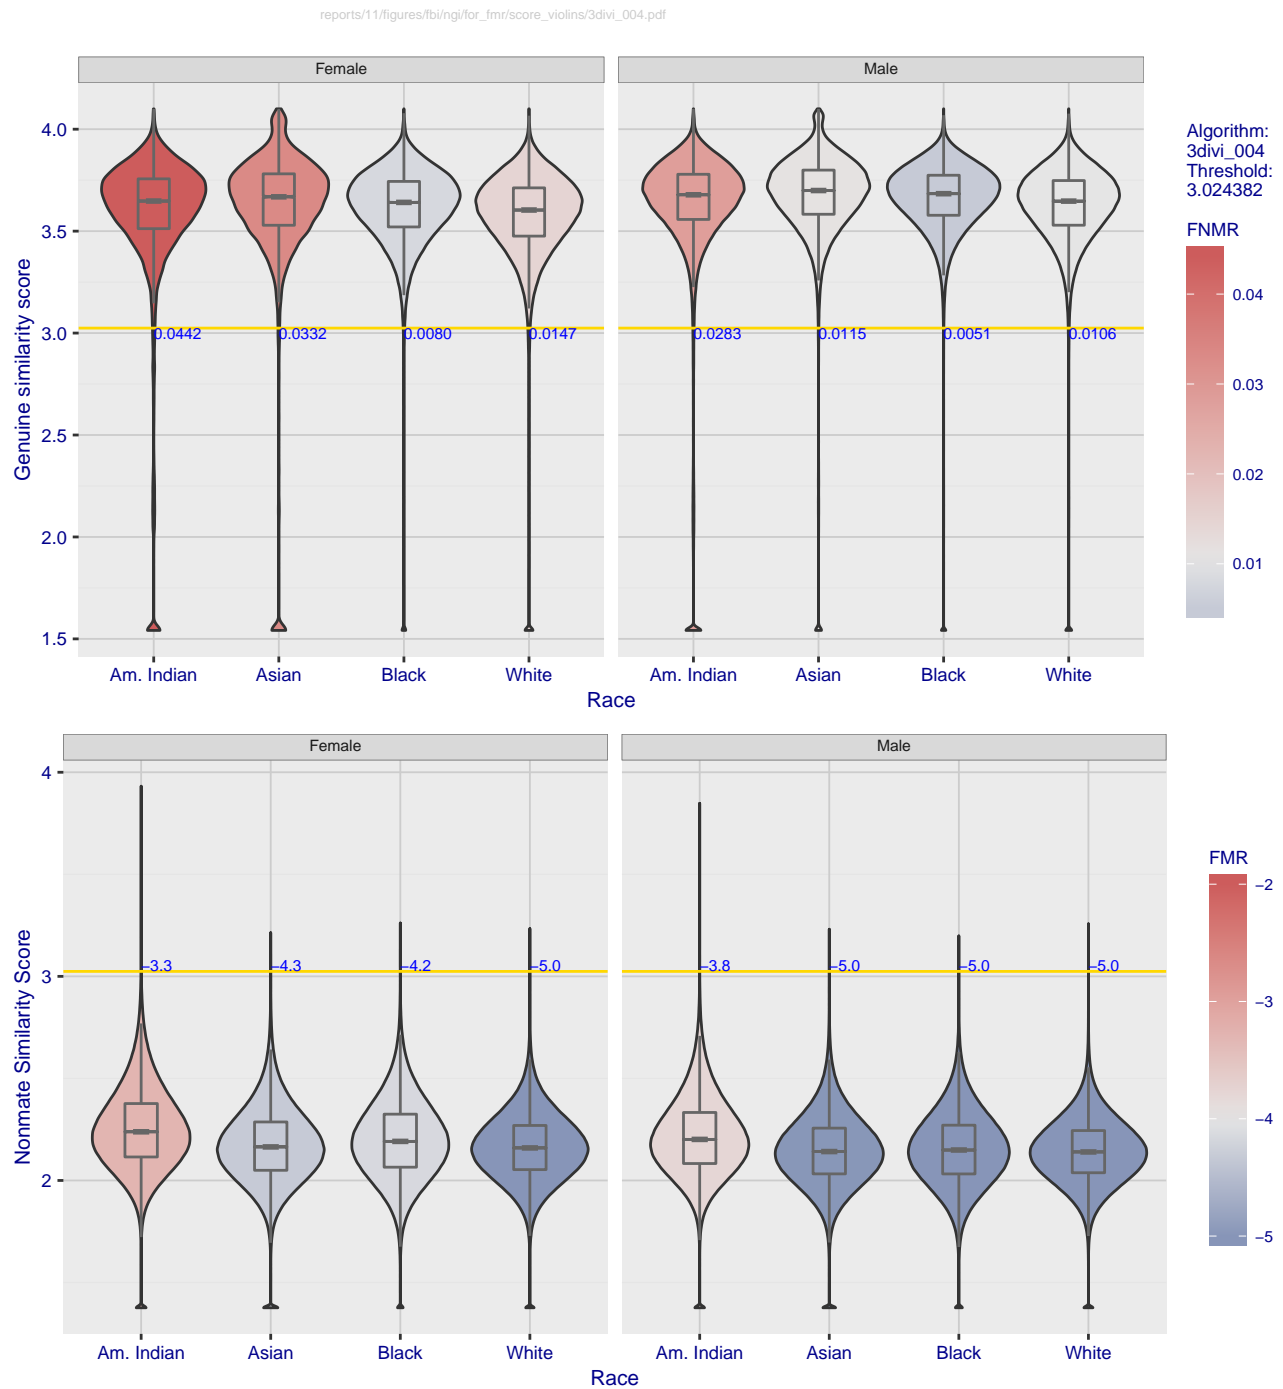 reports/11/figures/fbi/ngi/for_fmr/score_violins/3divi_004.pdf
Female
Male
4.0
3.5
3.0
2.5
2.0
1.5
Genuine similarity score
0.0442
0.0332
0.0080
0.0147
0.0283
0.0115
0.0051
0.0106
Am. Indian
Asian
Black
White
Am. Indian
Asian
Black
White
Race
Algorithm:
3divi_004
Threshold:
3.024382
FNMR
0.04
0.03
0.02
0.01
Female
Male
4
3
2
Nonmate Similarity Score
−3.3
−4.3
−4.2
−5.0
−3.8
−5.0
−5.0
−5.0
Am. Indian
Asian
Black
White
Am. Indian
Asian
Black
White
Race
FMR
−2
−3
−4
−5